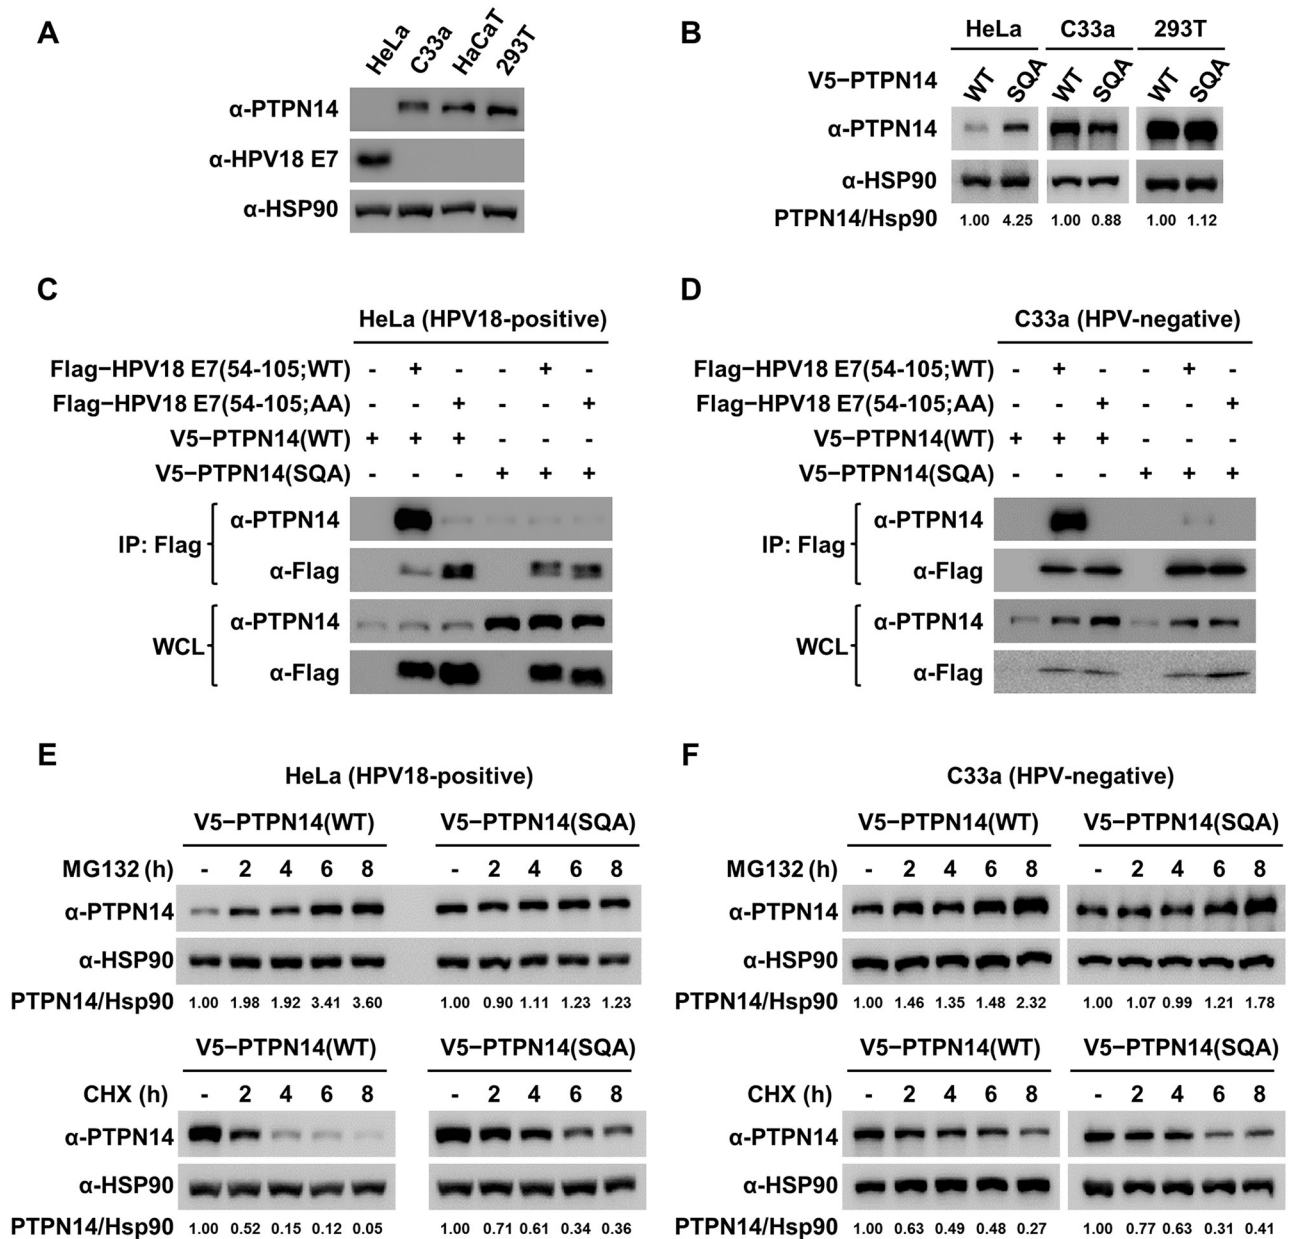 A
HeLa C33a HaCaT 293T
α-PTPN14
α-HPV18 E7
α-HSP90
B
HeLa C33a 293T
V5−PTPN14 WT SQA WT SQA WT SQA
α-PTPN14
α-HSP90
PTPN14/Hsp90 1.00 4.25 1.00 0.88 1.00 1.12
C
HeLa (HPV18-positive)
Flag−HPV18 E7(54-105;WT) - + - - + -
Flag−HPV18 E7(54-105;AA) - - + - - +
V5−PTPN14(WT) + + + - - -
V5−PTPN14(SQA) - - - + + +
IP: Flag
α-PTPN14
α-Flag
WCL
α-PTPN14
α-Flag
D
C33a (HPV-negative)
Flag−HPV18 E7(54-105;WT) - + - - + -
Flag−HPV18 E7(54-105;AA) - - + - - +
V5−PTPN14(WT) + + + - - -
V5−PTPN14(SQA) - - - + + +
IP: Flag
α-PTPN14
α-Flag
WCL
α-PTPN14
α-Flag
E
HeLa (HPV18-positive)
V5−PTPN14(WT) V5−PTPN14(SQA)
MG132 (h) - 2 4 6 8 - 2 4 6 8
α-PTPN14
α-HSP90
PTPN14/Hsp90 1.00 1.98 1.92 3.41 3.60 1.00 0.90 1.11 1.23 1.23
V5−PTPN14(WT) V5−PTPN14(SQA)
CHX (h) - 2 4 6 8 - 2 4 6 8
α-PTPN14
α-HSP90
PTPN14/Hsp90 1.00 0.52 0.15 0.12 0.05 1.00 0.71 0.61 0.34 0.36
F
C33a (HPV-negative)
V5−PTPN14(WT) V5−PTPN14(SQA)
MG132 (h) - 2 4 6 8 - 2 4 6 8
α-PTPN14
α-HSP90
PTPN14/Hsp90 1.00 1.46 1.35 1.48 2.32 1.00 1.07 0.99 1.21 1.78
V5−PTPN14(WT) V5−PTPN14(SQA)
CHX (h) - 2 4 6 8 - 2 4 6 8
α-PTPN14
α-HSP90
PTPN14/Hsp90 1.00 0.63 0.49 0.48 0.27 1.00 0.77 0.63 0.31 0.41